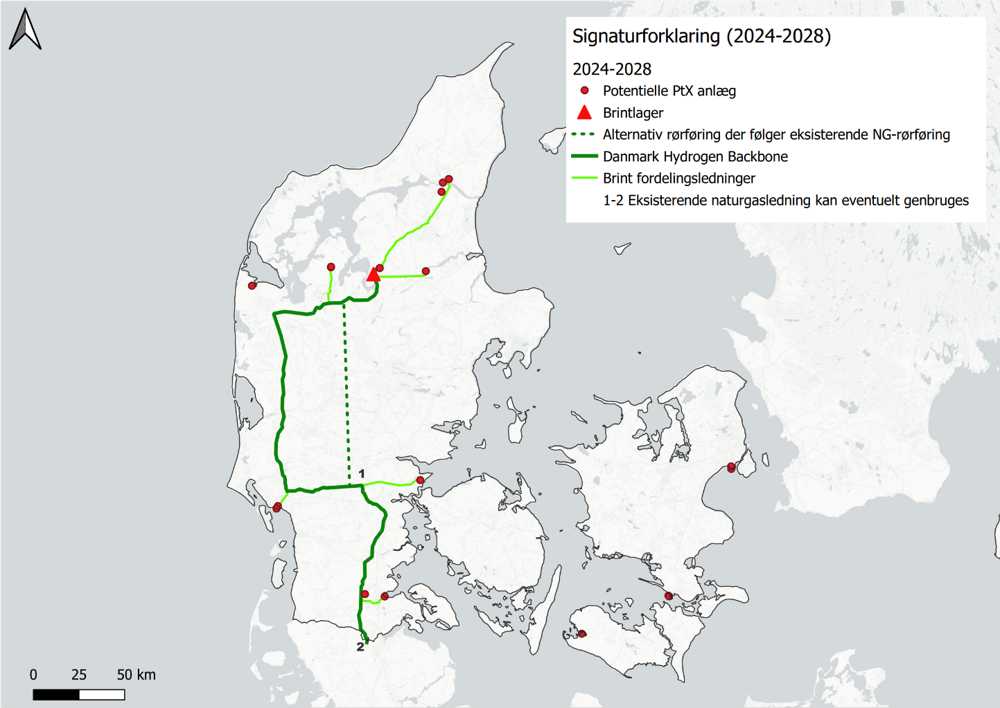 Signaturforklaring (2024-2028)
2024-2028
Potentielle PtX anlæg
Brintlager
Alternativ rørføring der følger eksisterende NG-rørføring
Danmark Hydrogen Backbone
Brint fordelingsledninger
1-2 Eksisterende naturgasledning kan eventuelt genbruges
1
2
0 25 50 km